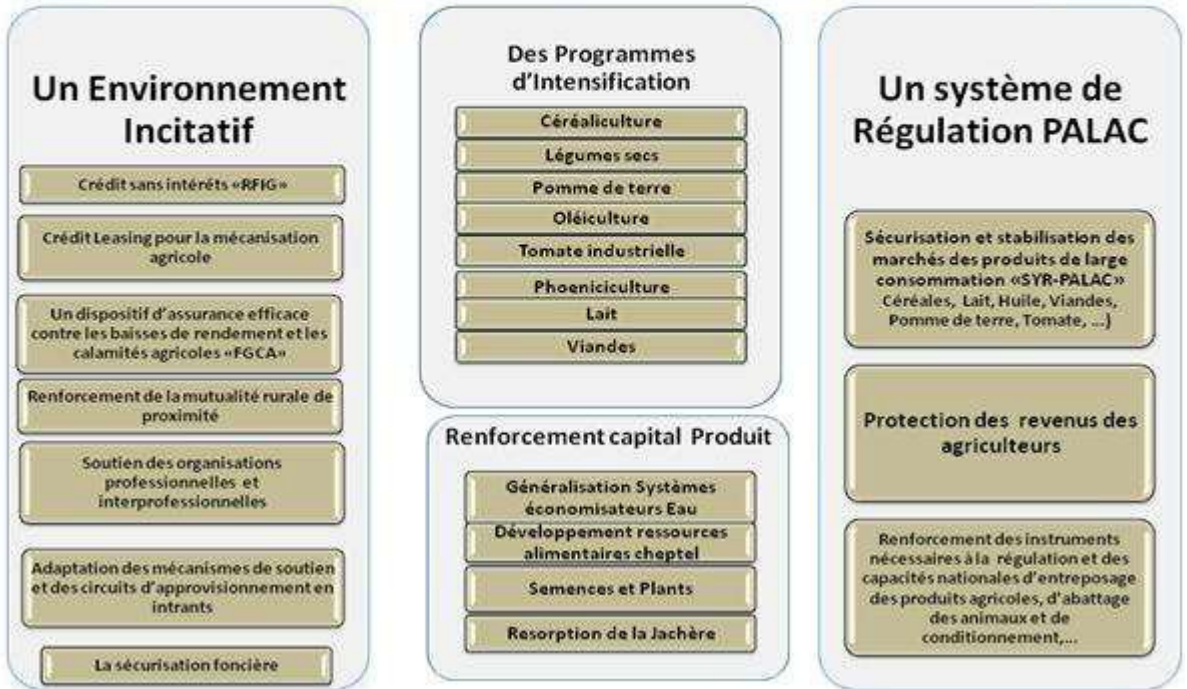 Un Environnement
Incitatif
Crédit sans intéréts «RFIG»
Crédit Leasing pour la mécanisation
agricole
Un dispositif d'assurance efficace
contre les baisses de rendement et les
calamités agricoles «FGCA»
Renforcement de la mutualité rurale de
proximité
Soutien des organisations
professionnelles et
interprofessionnelles
Adaptation des mécanismes de soutien
et des circuits d'approvisionnement en
intrants
La sécurisation foncière
Des Programmes
d'Intensification
Céréaliculture
Légumes secs
Pomme de terre
Oléiculture
Tomate industrielle
Phoeniciculture
Lait
Viandes
Renforcement capital Produit
Généralisation Systèmes
économisateurs Eau
Développement ressources
alimentaires cheptel
Semences et Plants
Resorption de la Jachère
Un système de
Régulation PALAC
Sécurisation et stabilisation des
marchés des produits de large
consommation «SYR-PALAC»
Céréales, Lait, Huile, Viandes,
Pomme de terre, Tomate, ...)
Protection des revenus des
agriculteurs
Renforcement des instruments
nécessaires à la régulation et des
capacités nationales d'entreposage
des produits agricoles, d'abattage
des animaux et de
conditionnement,...